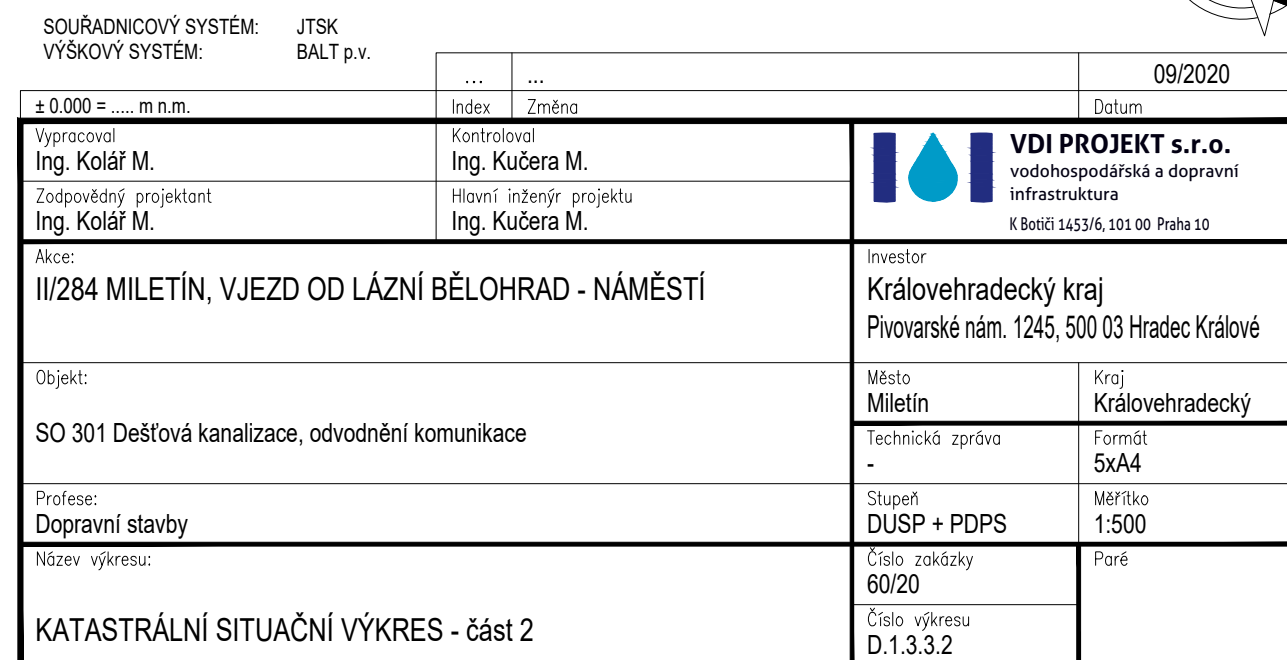 SOUŘADNICOVÝ SYSTÉM: JTSK
VÝŠKOVÝ SYSTÉM: BALT p.v.
... ... 09/2020
± 0.000 = ..... m n.m. Index Změna Datum
Vypracoval
Ing. Kolář M.
Kontroloval
Ing. Kučera M.
Zodpovědný projektant
Ing. Kolář M.
Hlavní inženýr projektu
Ing. Kučera M.
VDI PROJEKT s.r.o.
vodohospodářská a dopravní
infrastruktura
K Botiči 1453/6, 101 00 Praha 10
Akce:
II/284 MILETÍN, VJEZD OD LÁZNÍ BĚLOHRAD - NÁMĚSTÍ
Investor
Královehradecký kraj
Pivovarské nám. 1245, 500 03 Hradec Králové
Objekt:
SO 301 Dešťová kanalizace, odvodnění komunikace
Město
Miletín
Kraj
Královehradecký
Technická zpráva
-
Formát
5xA4
Profese:
Dopravní stavby
Stupeň
DUSP + PDPS
Měřítko
1:500
Název výkresu:
KATASTRÁLNÍ SITUAČNÍ VÝKRES - část 2
Číslo zakázky
60/20
Číslo výkresu
D.1.3.3.2
Paré